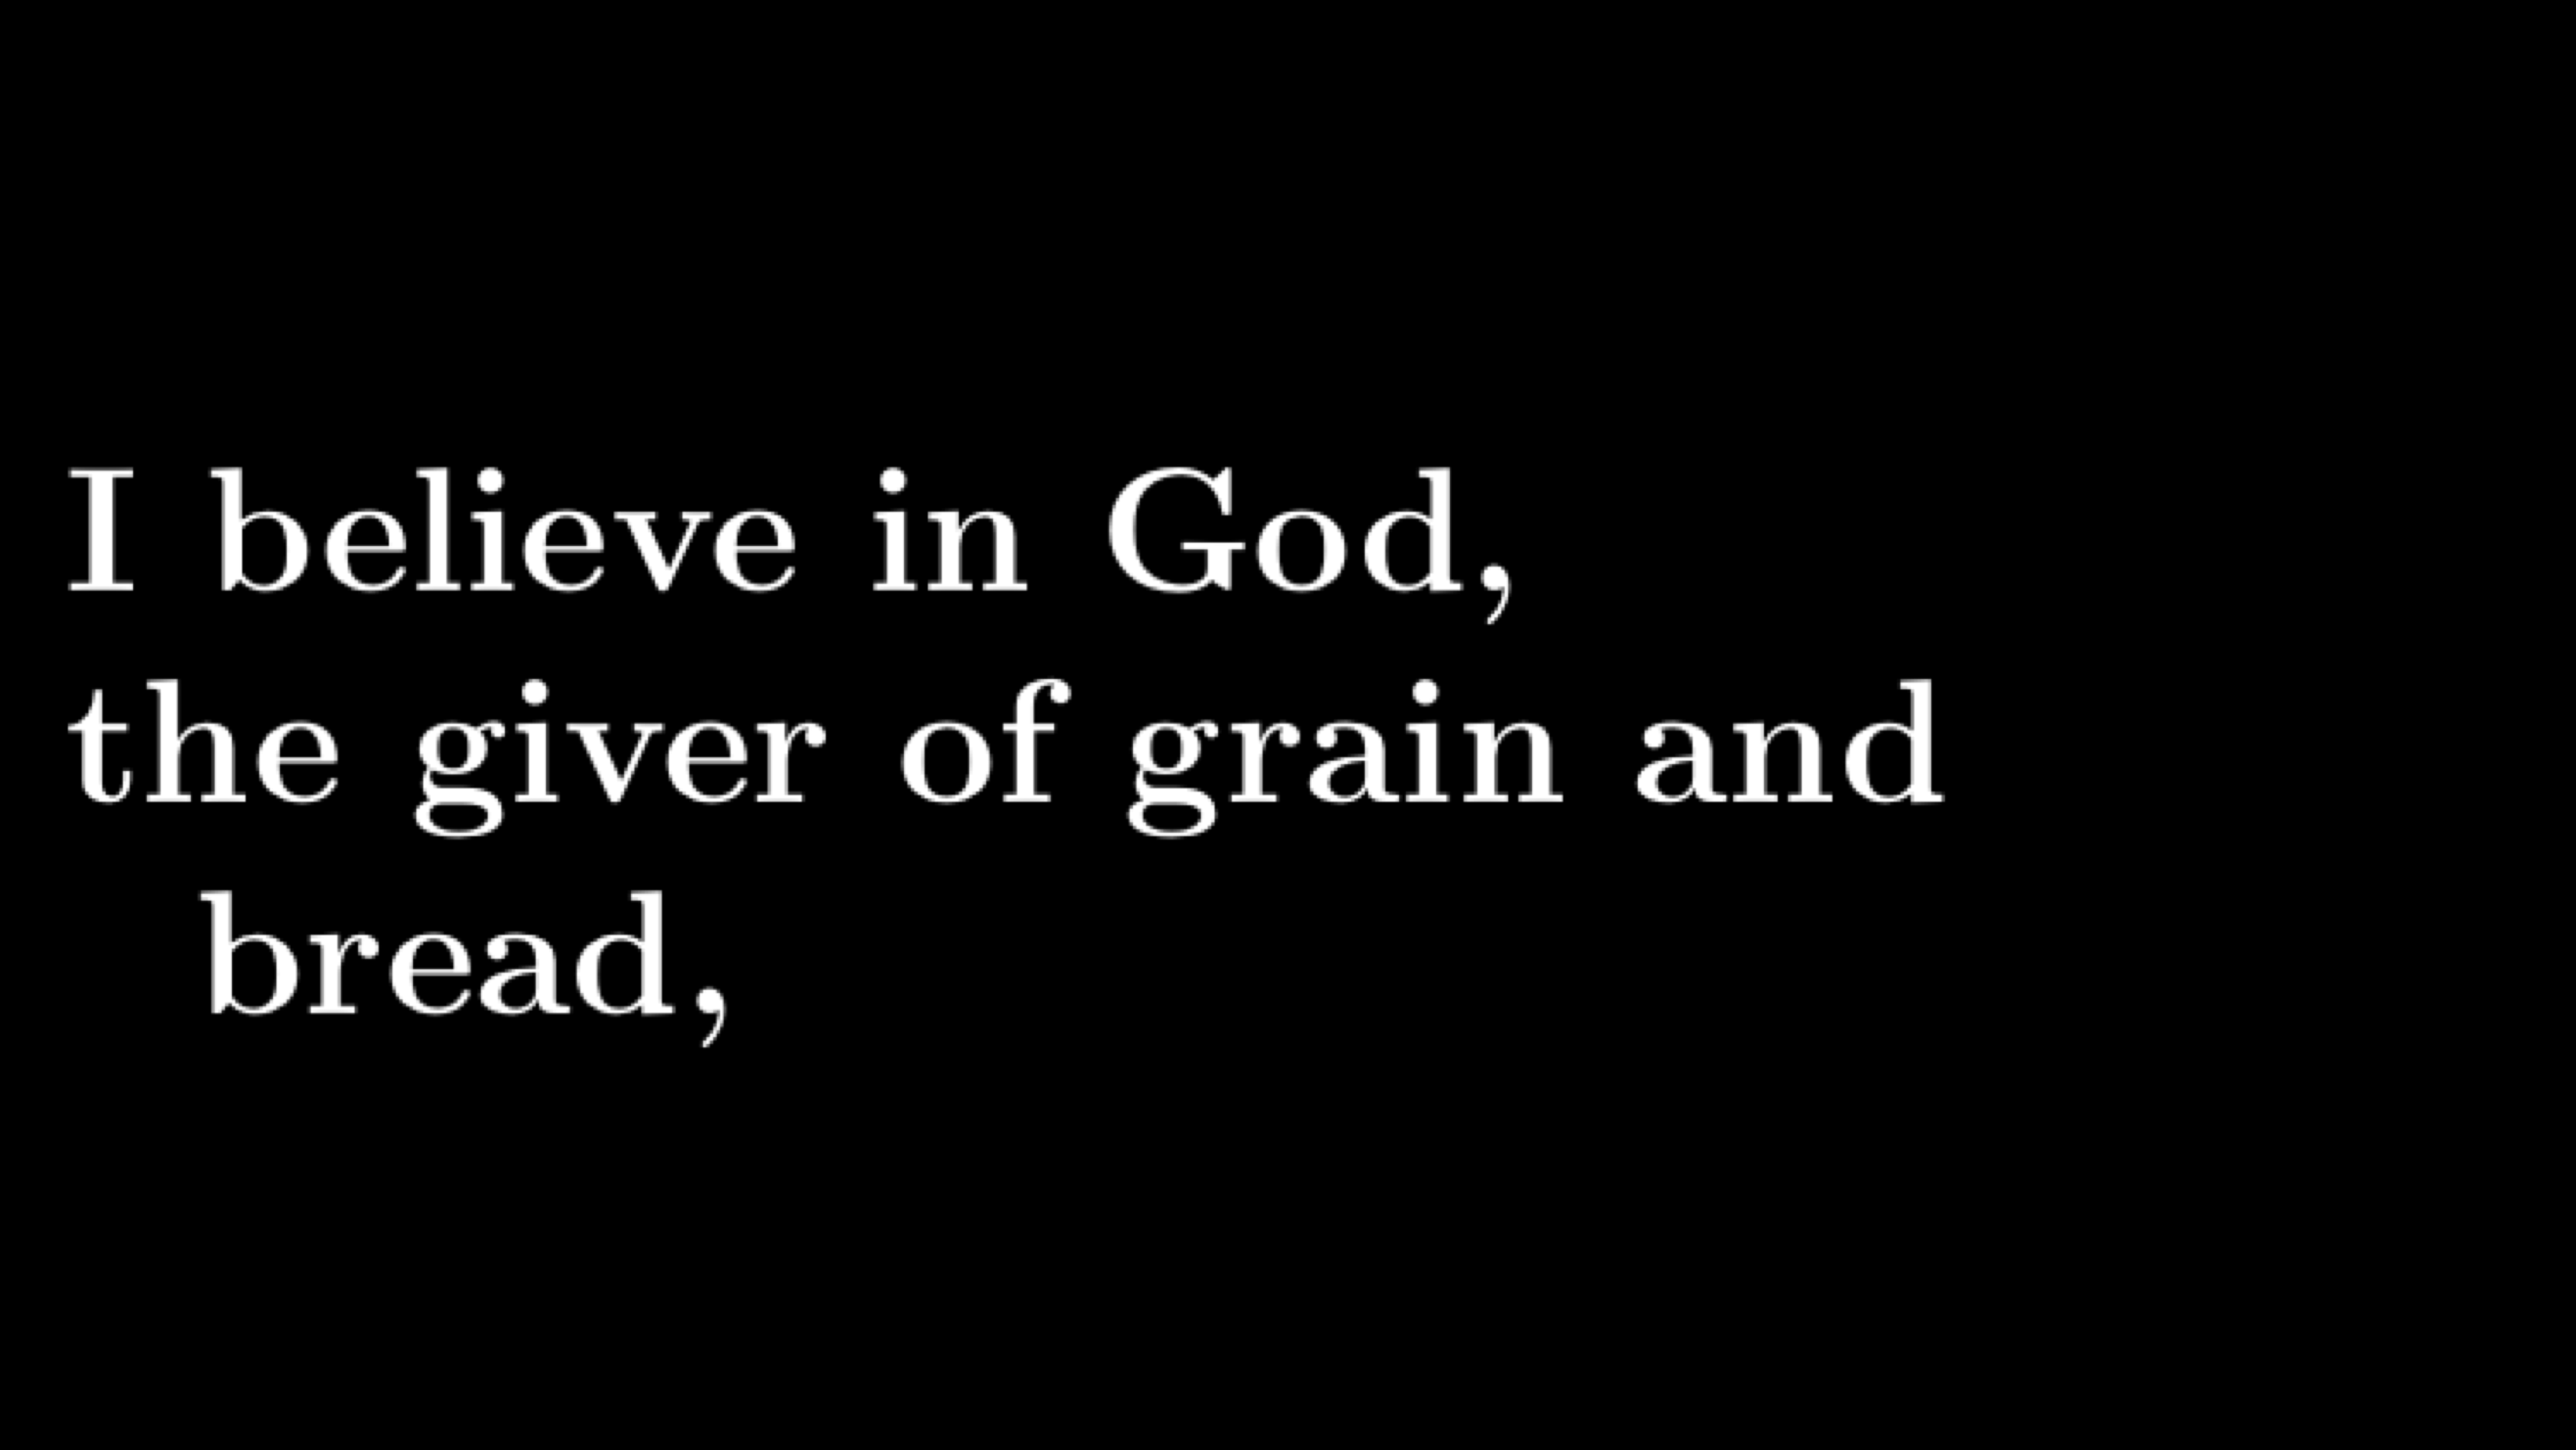 I believe in God,
the giver of grain and
bread,